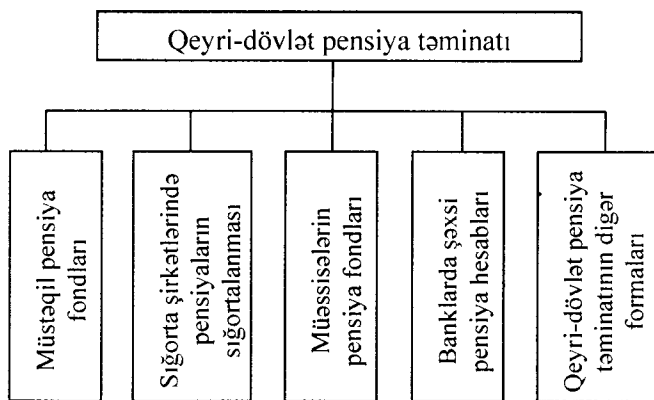 Qeyri-dövlət pensiya təminatı
Müstəqil pensiya
fondları
Sığorta şirkətlərində
pensiyaların
sığortalanması
Müəssisələrin
pensiya fondları
Banklarda şəxsi
pensiya hesabları
Qeyri-dövlət pensiya
təminatının digər
formaları